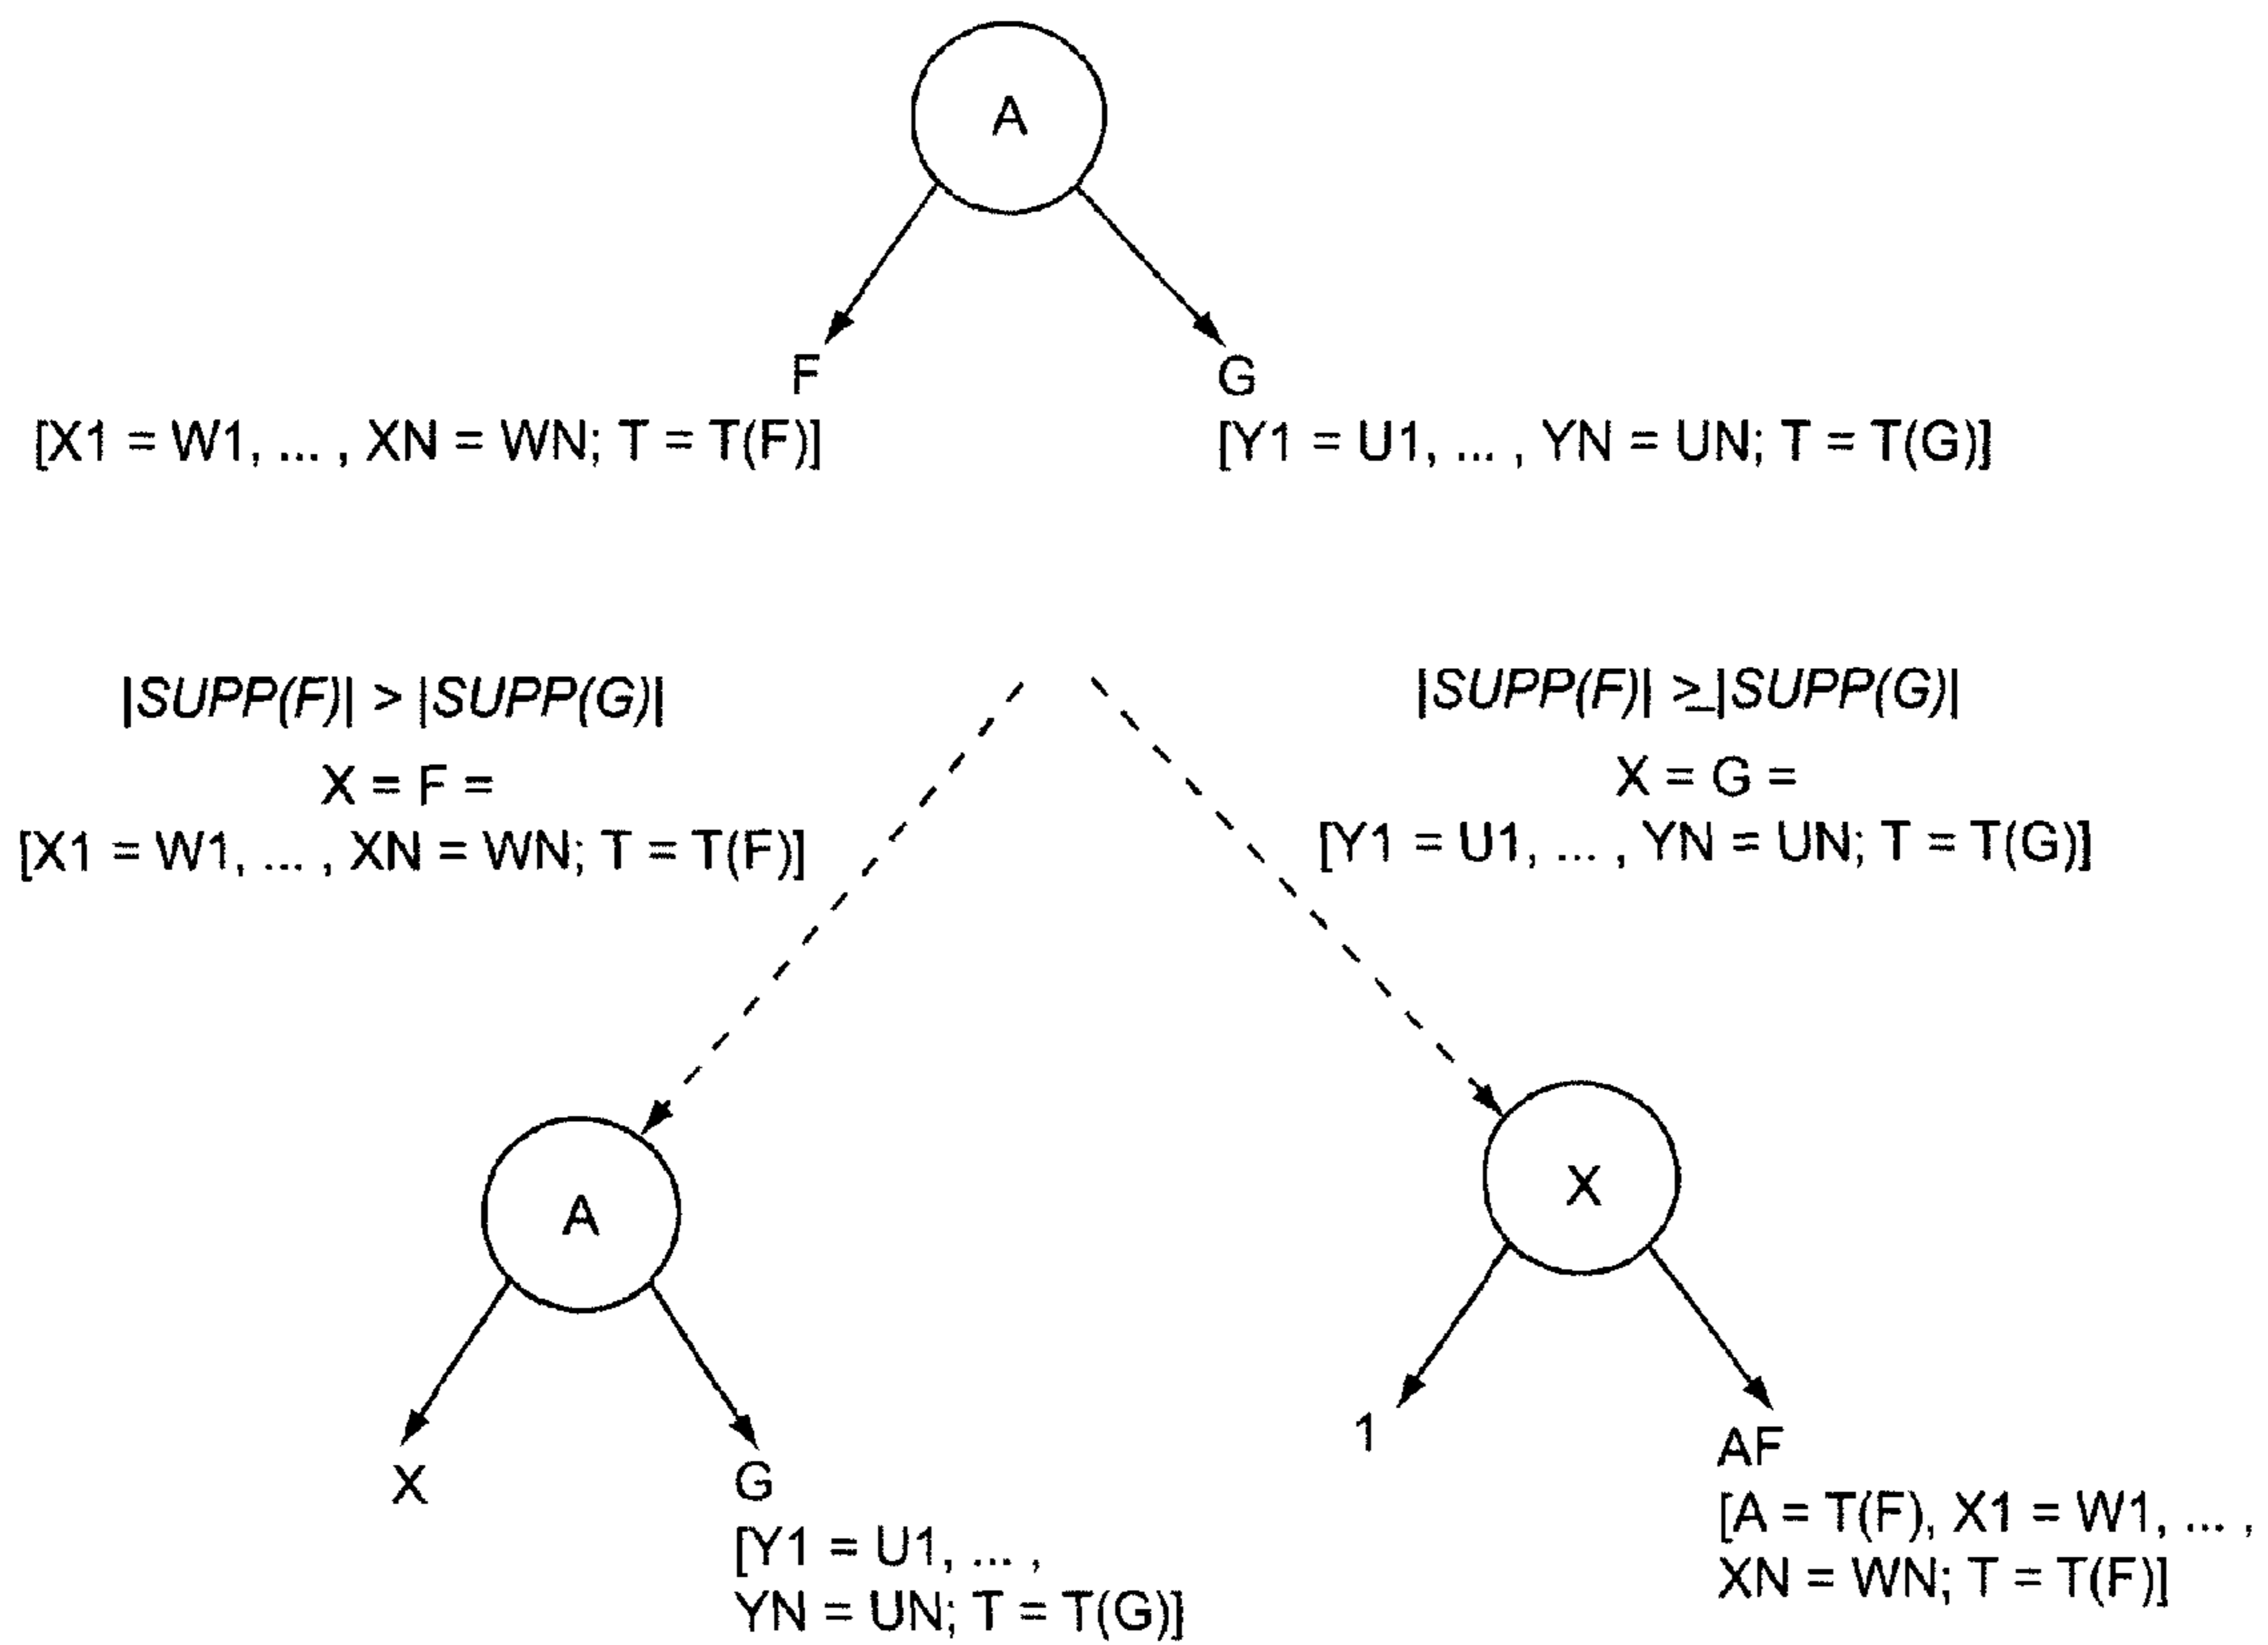 A
F
G
[X1 = W1, ... , XN = WN; T = T(F)]
[Y1 = U1, ... , YN = UN; T = T(G)]
|SUPP(F)| > |SUPP(G)|
X = F =
[X1 = W1, ... , XN = WN; T = T(F)]
|SUPP(F)| ≥ |SUPP(G)|
X = G =
[Y1 = U1, ... , YN = UN; T = T(G)]
A
X
G
[Y1 = U1, ... ,
YN = UN; T = T(G)]
X
1
AF
[A = T(F), X1 = W1, ... ,
XN = WN; T = T(F)]